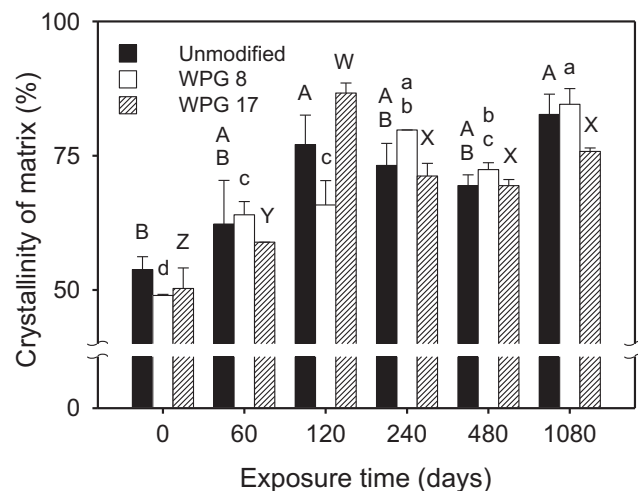 100
Unmodified
WPG 8
WPG 17
W
A a
A a b
A B
c
A B
X
b c
A B
X
X
75
c
Y
B
d
Z
50
0
0 60 120 240 480 1080
Crystallinity of matrix (%)
Exposure time (days)